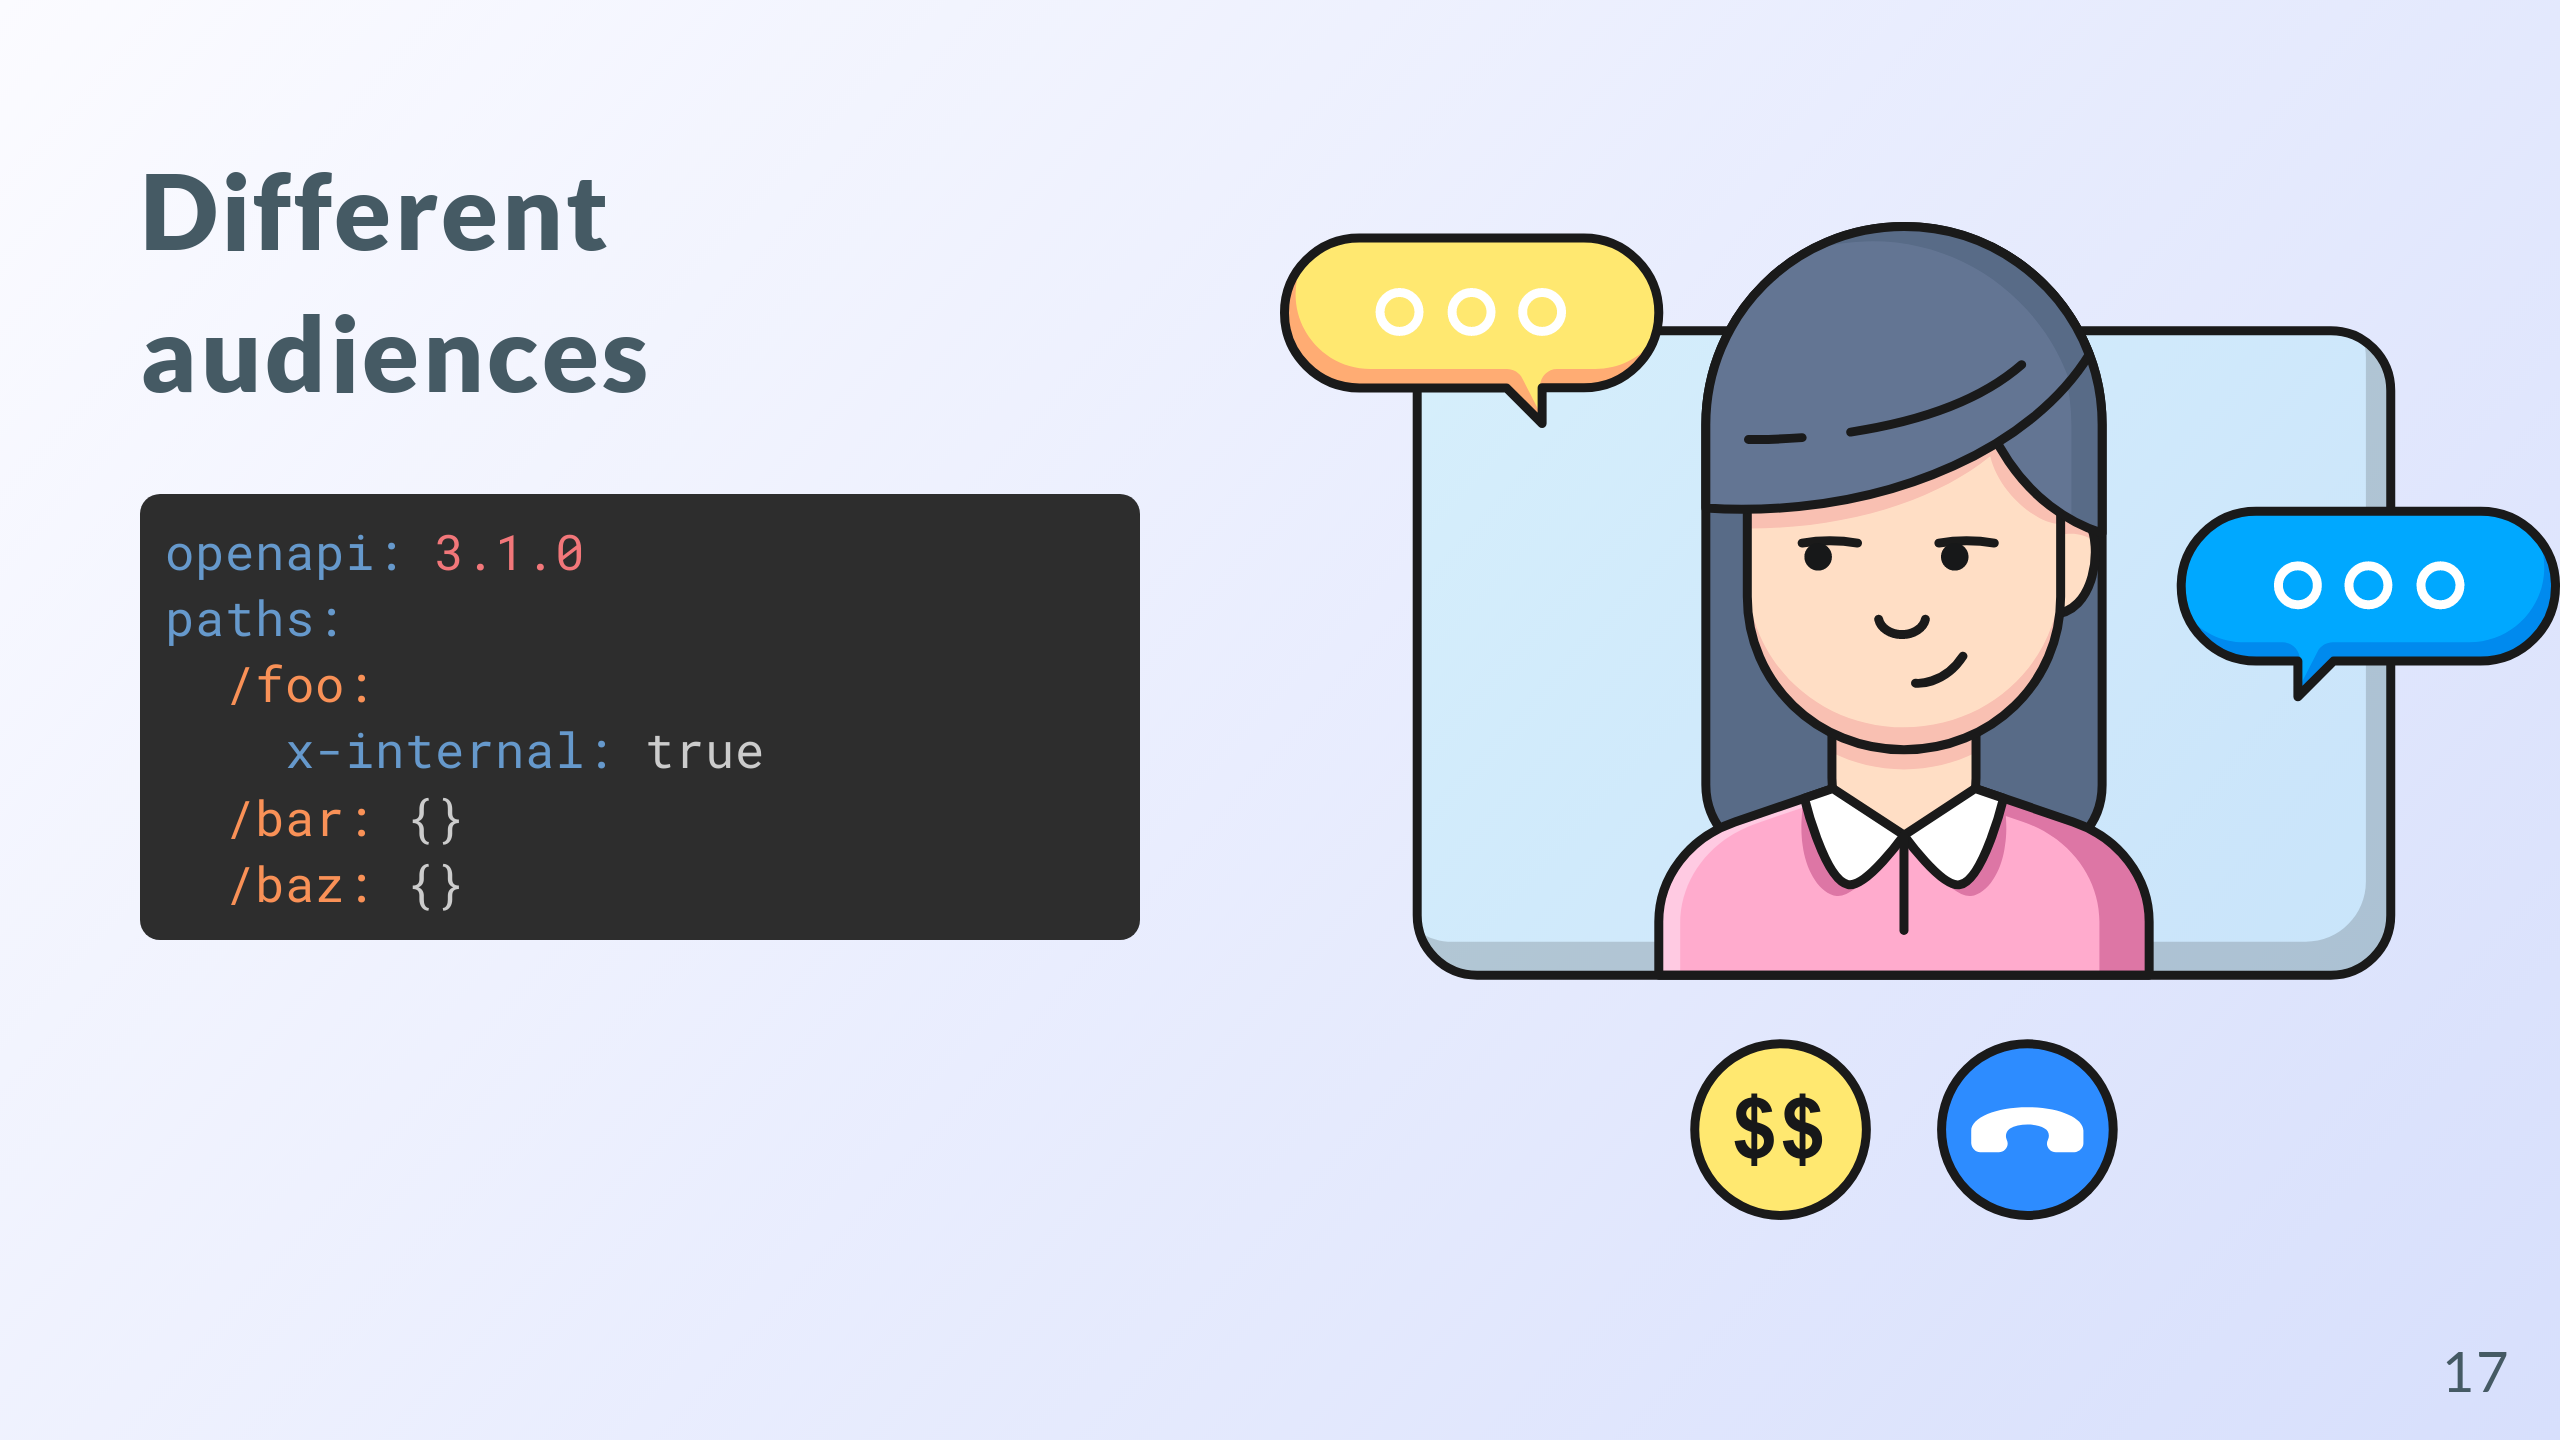 Different
audiences
openapi: 3.1.0
paths:
  /foo:
    x-internal: true
  /bar: {}
  /baz: {}
$$
17